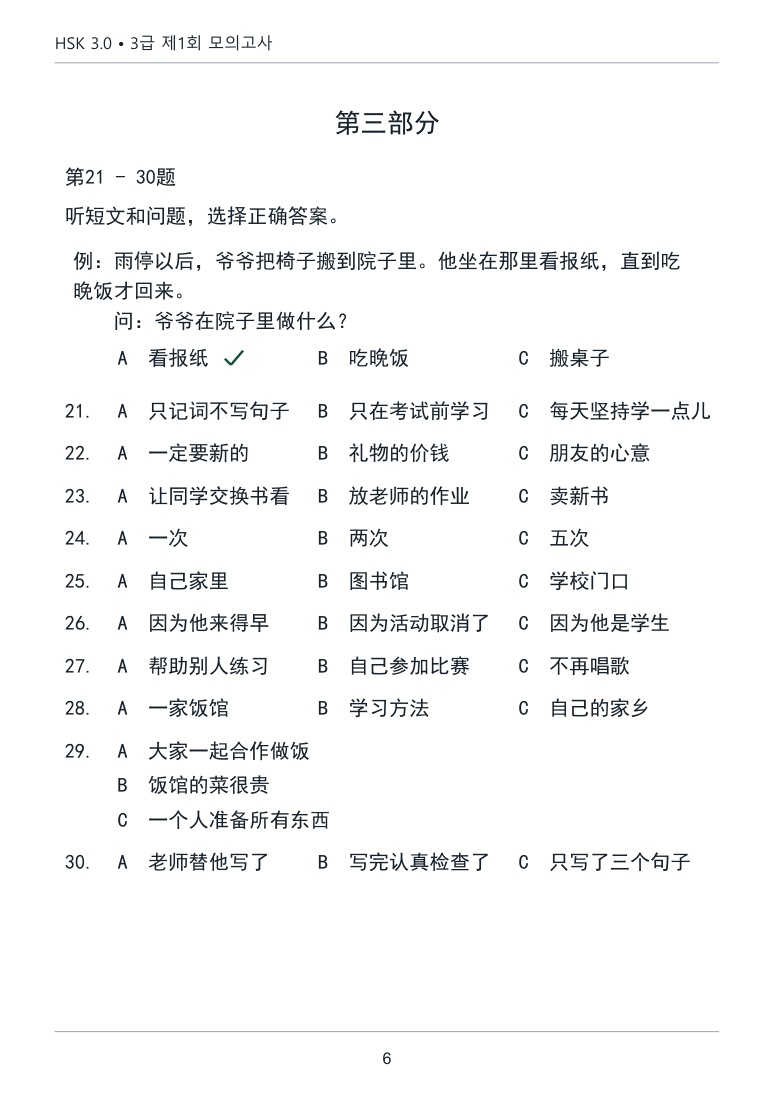 HSK 3.0 • 3급 제1회 모의고사
第三部分
第21 - 30题
听短文和问题，选择正确答案。
例：雨停以后，爷爷把椅子搬到院子里。他坐在那里看报纸，直到吃
晚饭才回来。
问：爷爷在院子里做什么？
A 看报纸 ✓ B 吃晚饭 C 搬桌子
21. A 只记词不写句子 B 只在考试前学习 C 每天坚持学一点儿
22. A 一定要新的 B 礼物的价钱 C 朋友的心意
23. A 让同学交换书看 B 放老师的作业 C 卖新书
24. A 一次 B 两次 C 五次
25. A 自己家里 B 图书馆 C 学校门口
26. A 因为他来得早 B 因为活动取消了 C 因为他是学生
27. A 帮助别人练习 B 自己参加比赛 C 不再唱歌
28. A 一家饭馆 B 学习方法 C 自己的家乡
29. A 大家一起合作做饭
B 饭馆的菜很贵
C 一个人准备所有东西
30. A 老师替他写了 B 写完认真检查了 C 只写了三个句子
6